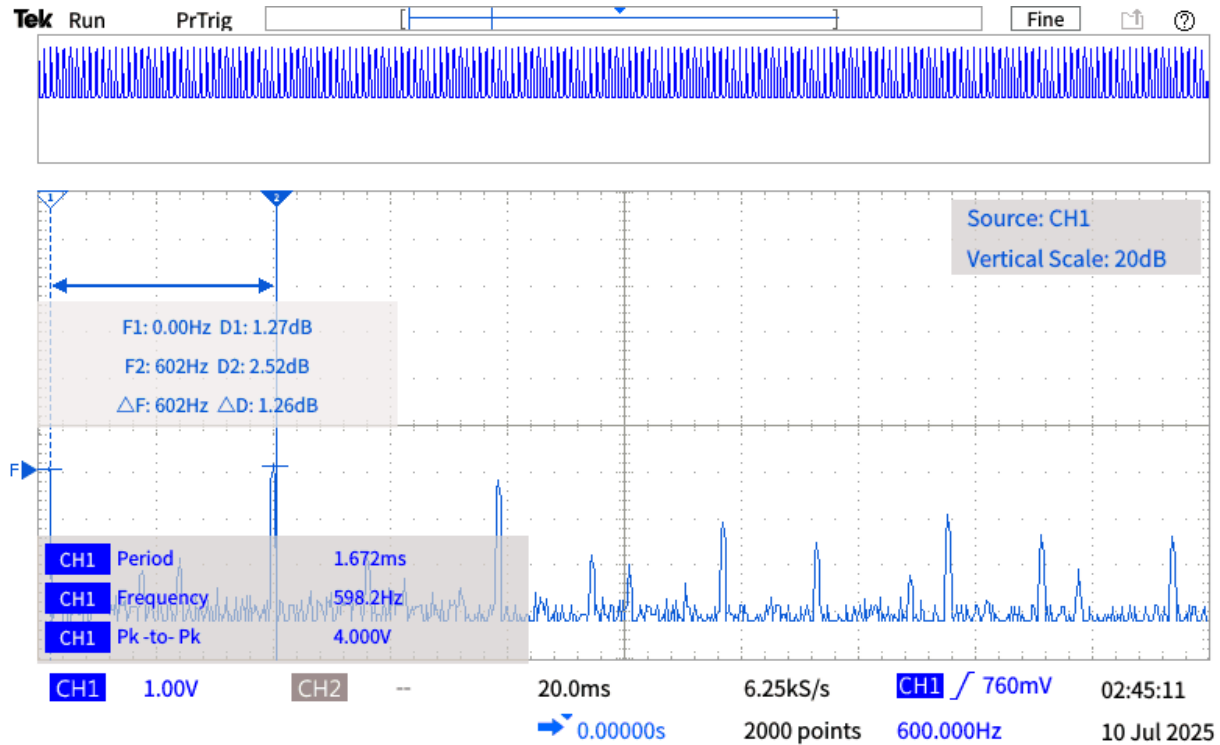 Tek Run PrTrig Fine ?
1 2
Source: CH1
Vertical Scale: 20dB
F1: 0.00Hz D1: 1.27dB
F2: 602Hz D2: 2.52dB
△F: 602Hz △D: 1.26dB
F
CH1 Period 1.672ms
CH1 Frequency 598.2Hz
CH1 Pk -to- Pk 4.000V
CH1 1.00V CH2 -- 20.0ms 6.25kS/s CH1 760mV 02:45:11
0.00000s 2000 points 600.000Hz 10 Jul 2025